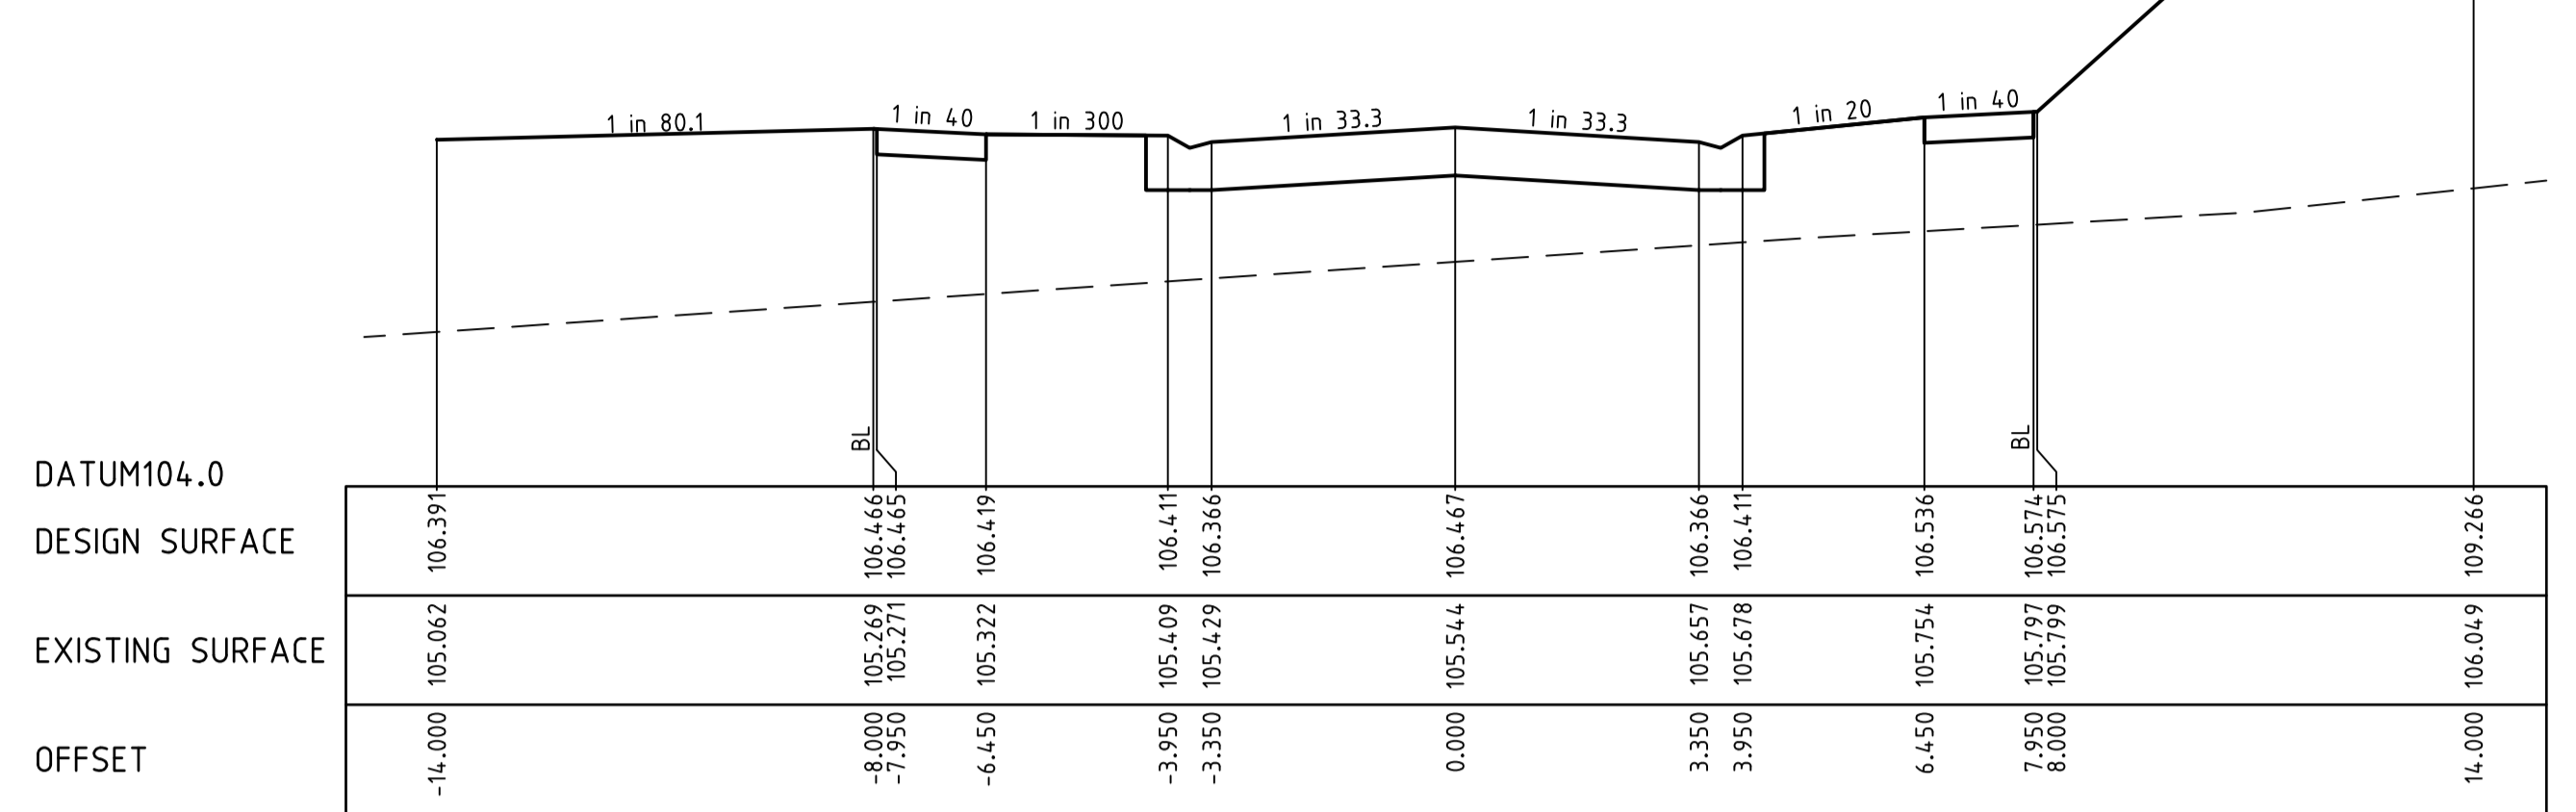 1 in 80.1 1 in 40 1 in 300 1 in 33.3 1 in 33.3 1 in 20 1 in 40
BL BL
DATUM104.0
DESIGN SURFACE 106.391 106.466 106.465 106.419 106.411 106.366 106.467 106.366 106.411 106.536 106.574 106.575 109.266
EXISTING SURFACE 105.062 105.269 105.271 105.322 105.409 105.429 105.544 105.657 105.678 105.754 105.797 105.799 106.049
OFFSET -14.000 -8.000 -7.950 -6.450 -3.950 -3.350 0.000 3.350 3.950 6.450 7.950 8.000 14.000